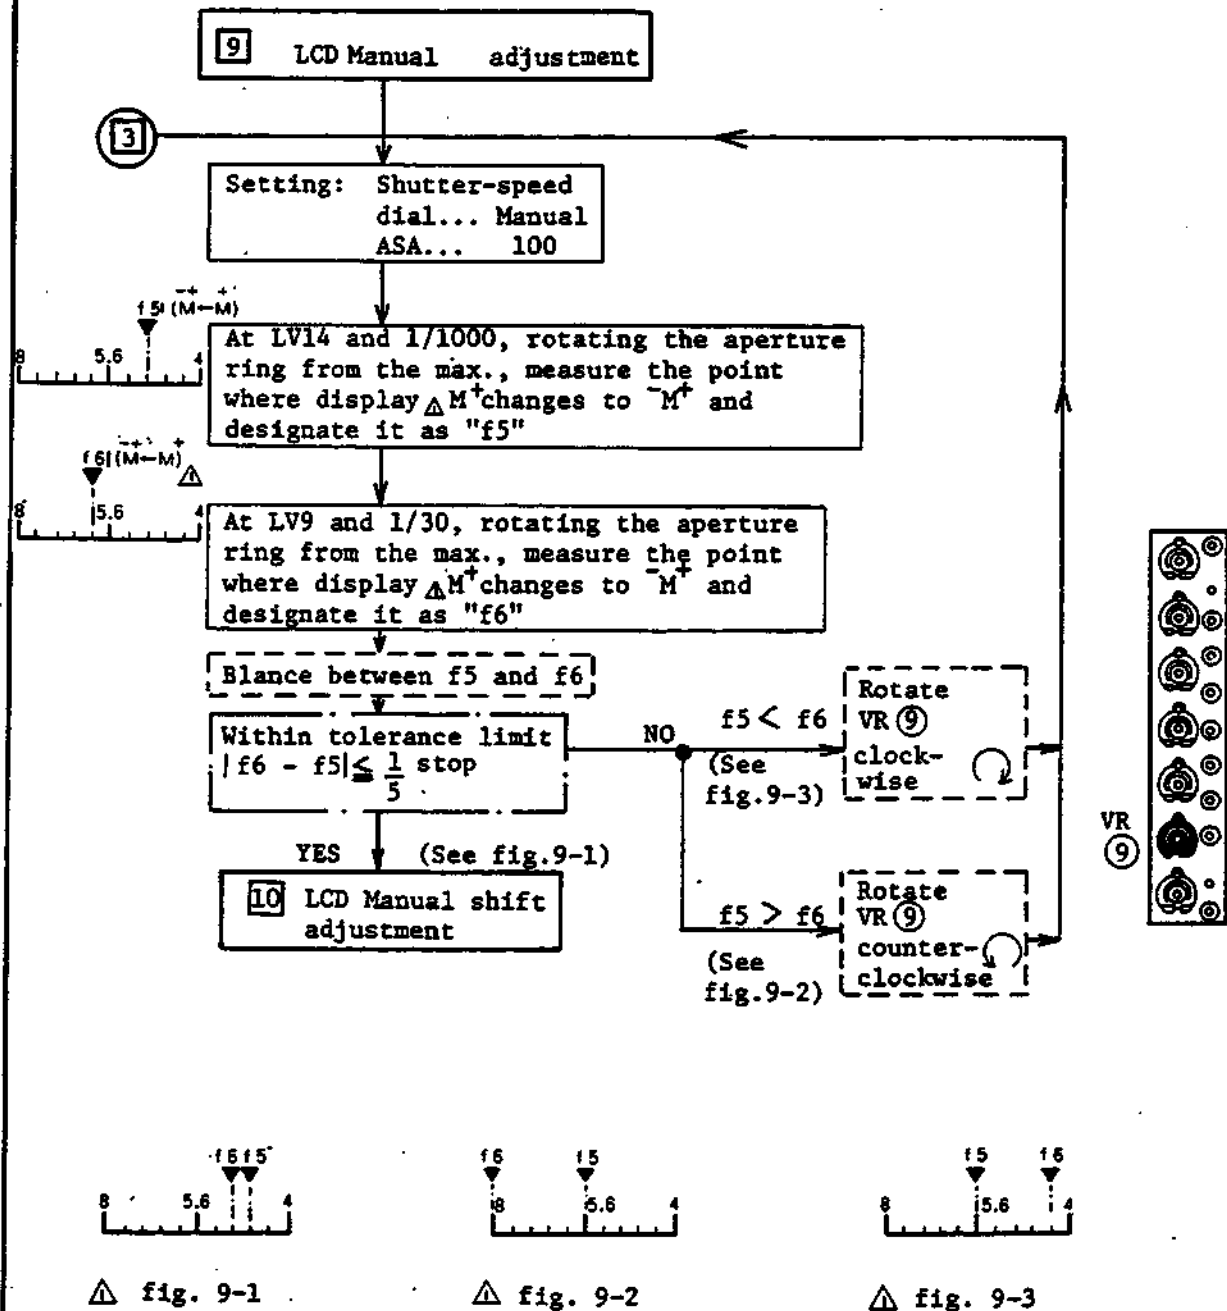 9 LCD Manual adjustment
3
Setting: Shutter-speed
dial... Manual
ASA... 100
f5 (M←M)
-+ +
8 5.6 4
At LV14 and 1/1000, rotating the aperture
ring from the max., measure the point
where display ⚠ M+ changes to -M+ and
designate it as "f5"
-+ +
f6 (M←M) ⚠
8 5.6 4
At LV9 and 1/30, rotating the aperture
ring from the max., measure the point
where display ⚠ M+ changes to -M+ and
designate it as "f6"
Blance between f5 and f6
Within tolerance limit
|f6 - f5| ≦ 1/5 stop
NO
f5 < f6
(See
fig.9-3)
Rotate
VR ⑨
clock-
wise
YES
(See fig.9-1)
10 LCD Manual shift
adjustment
f5 > f6
(See
fig.9-2)
Rotate
VR ⑨
counter-
clockwise
VR
⑨
f6 f5
8 5.6 4
⚠ fig. 9-1
f6 f5
8 5.6 4
⚠ fig. 9-2
f5 f6
8 5.6 4
⚠ fig. 9-3